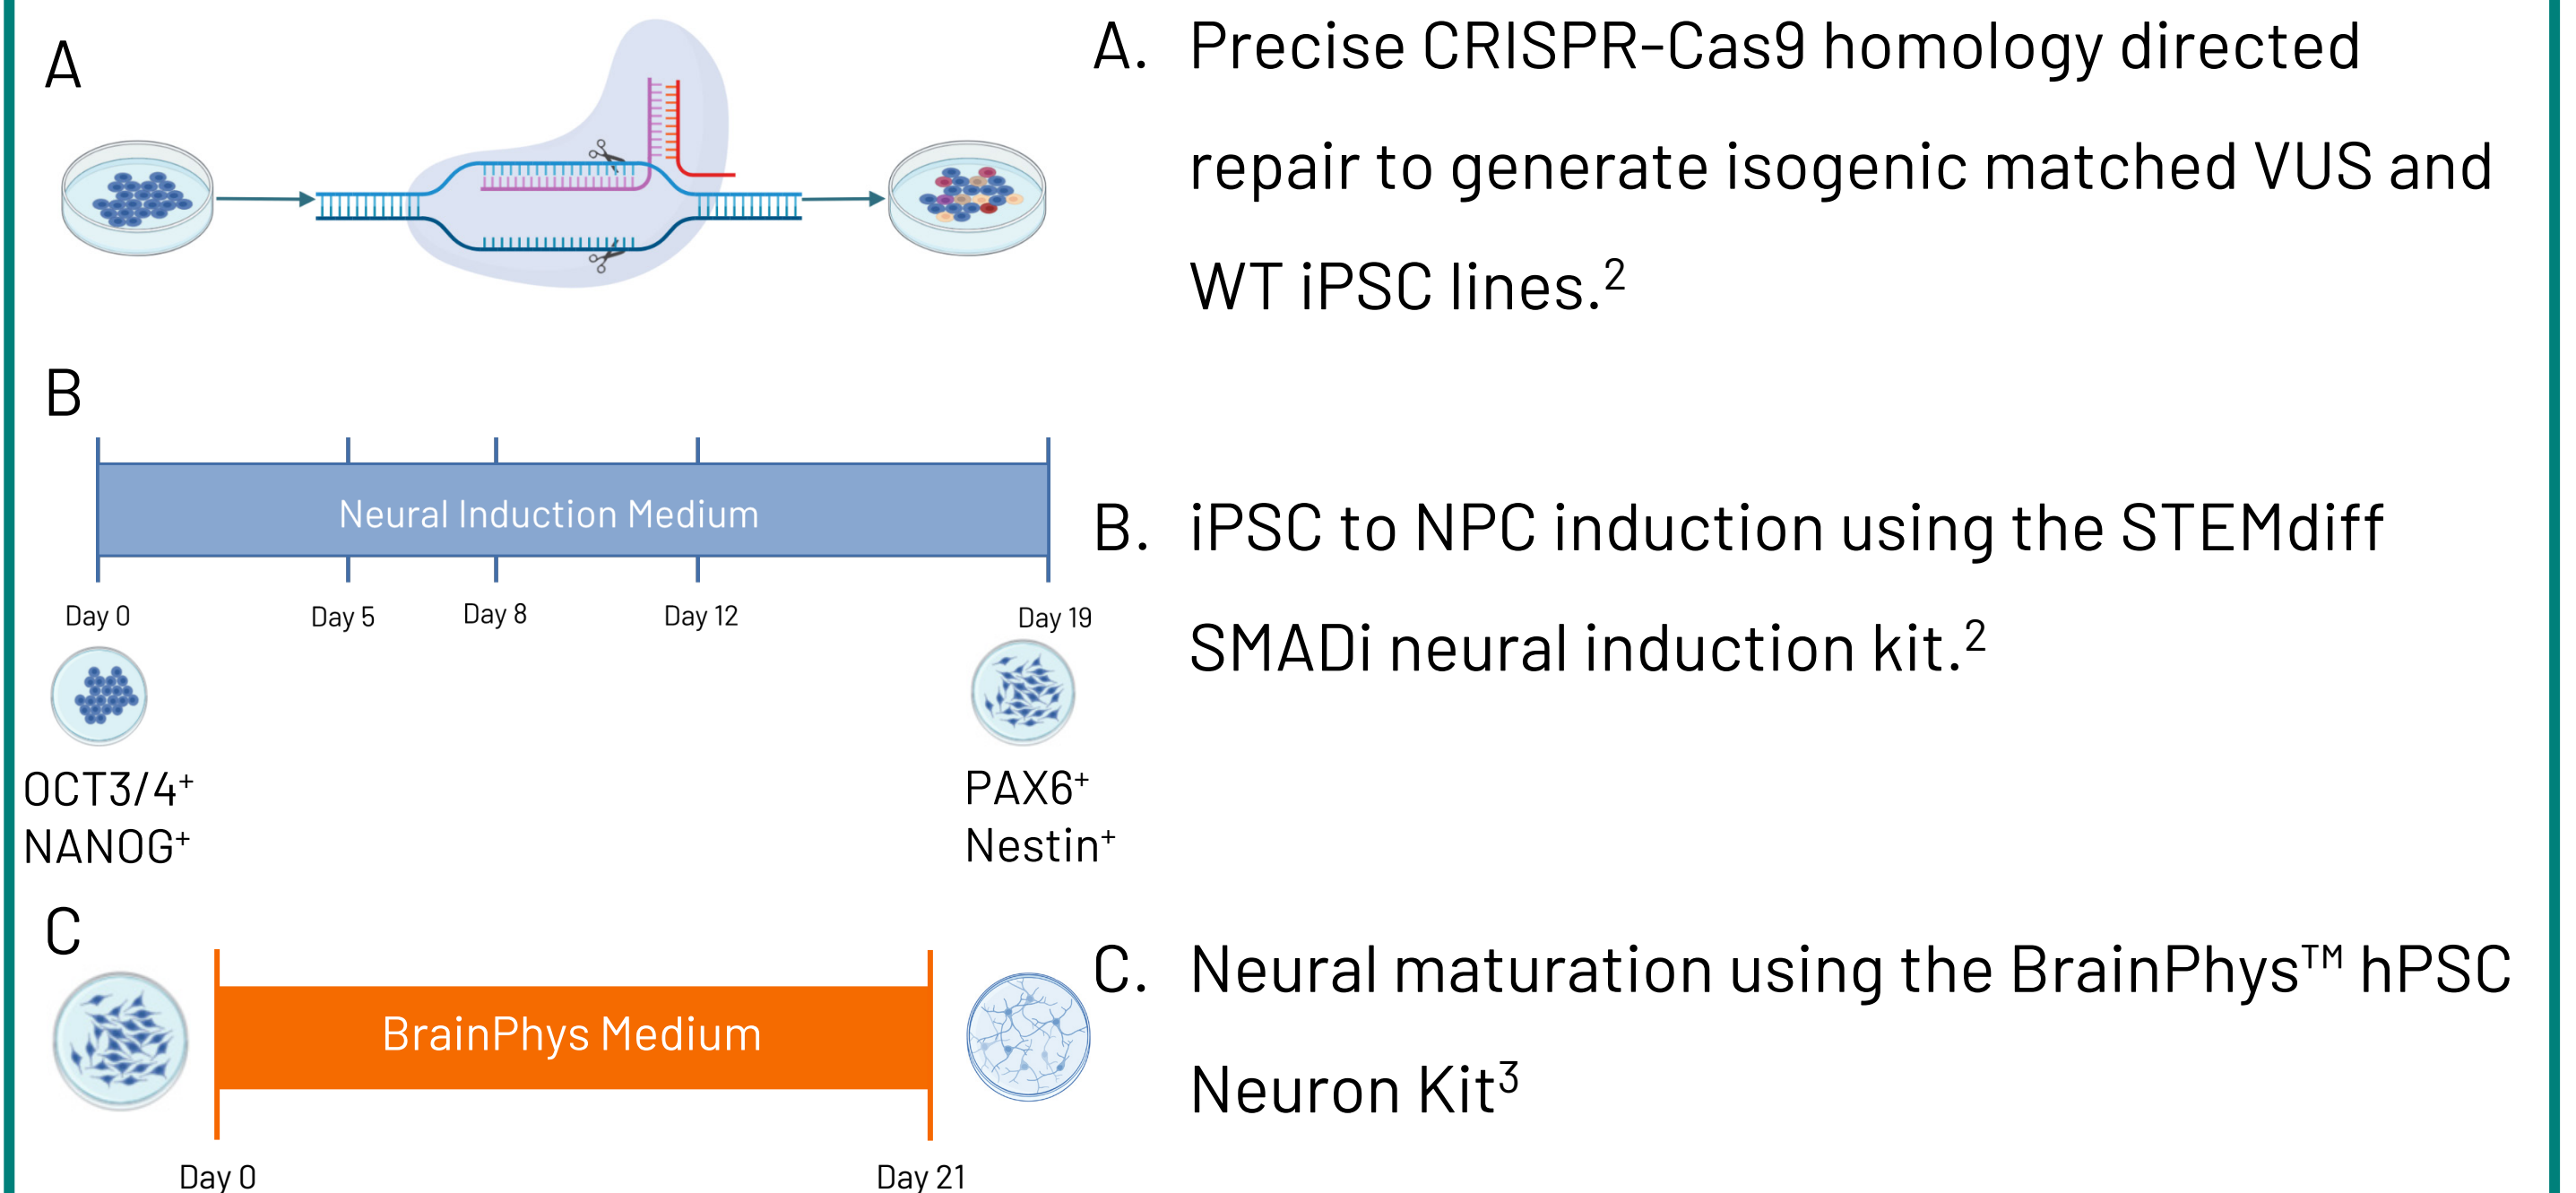 A
A. Precise CRISPR-Cas9 homology directed
repair to generate isogenic matched VUS and
WT iPSC lines.²
B
Neural Induction Medium
Day 0 Day 5 Day 8 Day 12 Day 19
OCT3/4⁺
NANOG⁺
PAX6⁺
Nestin⁺
B. iPSC to NPC induction using the STEMdiff
SMADi neural induction kit.²
C
BrainPhys Medium
Day 0 Day 21
C. Neural maturation using the BrainPhys™ hPSC
Neuron Kit³